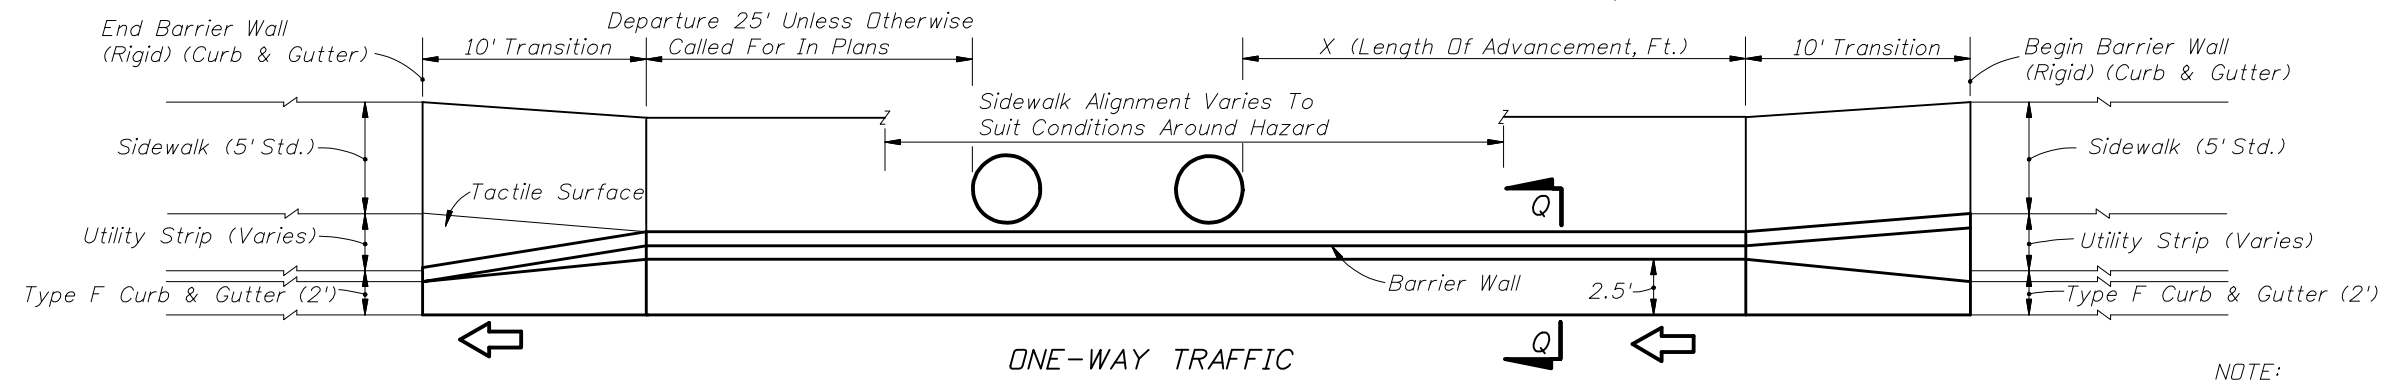 End Barrier Wall
(Rigid) (Curb & Gutter)
10' Transition
Departure 25' Unless Otherwise
Called For In Plans
X (Length Of Advancement, Ft.)
10' Transition
Begin Barrier Wall
(Rigid) (Curb & Gutter)
Sidewalk Alignment Varies To
Suit Conditions Around Hazard
Sidewalk (5' Std.)
Sidewalk (5' Std.)
Tactile Surface
Q
Utility Strip (Varies)
Utility Strip (Varies)
Barrier Wall
2.5'
Type F Curb & Gutter (2')
Type F Curb & Gutter (2')
Q
ONE-WAY TRAFFIC
NOTE: